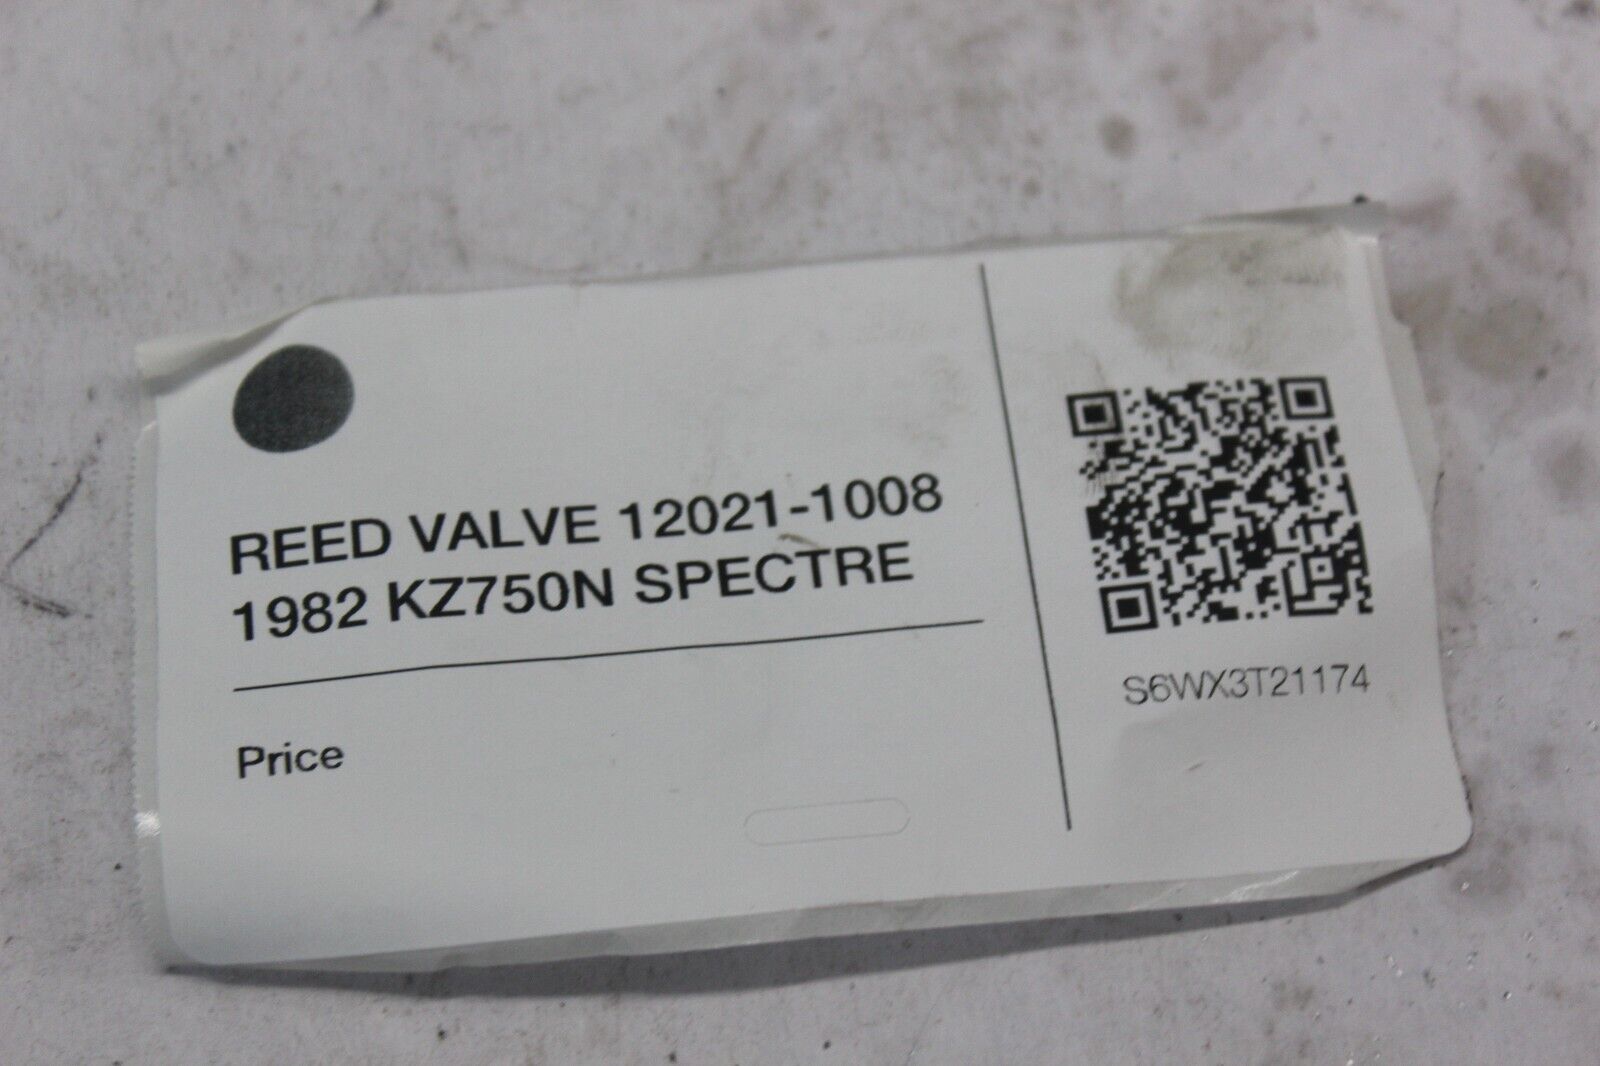 REED VALVE 12021-1008
1982 KZ750N SPECTRE
Price
S6WX3T21174